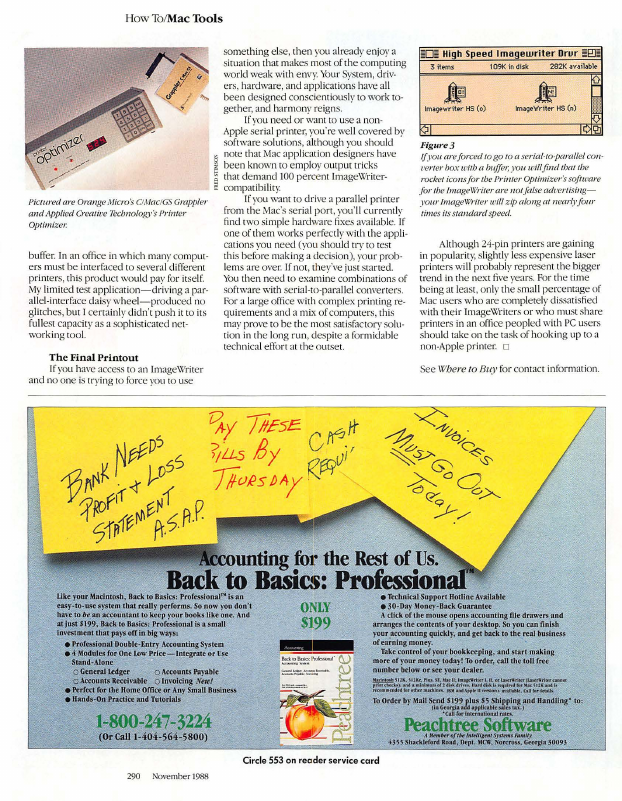 How To/Mac Tools
Pictured are Orange Micro's C/Mac/GS Grappler
and Applied Creative Technology's Printer
Optimizer.
buffer. In an office in which many comput-
ers must be interfaced to several different
printers, this product would pay for itself.
My limited test application—driving a par-
allel-interface daisy wheel—produced no
glitches, but I certainly didn't push it to its
fullest capacity as a sophisticated net-
working tool.
The Final Printout
If you have access to an ImageWriter
and no one is trying to force you to use
FRED STIMSON
something else, then you already enjoy a
situation that makes most of the computing
world weak with envy. Your System, driv-
ers, hardware, and applications have all
been designed conscientiously to work to-
gether, and harmony reigns.
If you need or want to use a non-
Apple serial printer, you're well covered by
software solutions, although you should
note that Mac application designers have
been known to employ output tricks
that demand 100 percent ImageWriter-
compatibility.
If you want to drive a parallel printer
from the Mac's serial port, you'll currently
find two simple hardware fixes available. If
one of them works perfectly with the appli-
cations you need (you should try to test
this before making a decision), your prob-
lems are over. If not, they've just started.
You then need to examine combinations of
software with serial-to-parallel converters.
For a large office with complex printing re-
quirements and a mix of computers, this
may prove to be the most satisfactory solu-
tion in the long run, despite a formidable
technical effort at the outset.
High Speed Imagewriter Drvr
3 items 109K in disk 282K available
Imagewriter HS (o) ImageWriter HS (n)
Figure 3
If you are forced to go to a serial-to-parallel con-
verter box with a buffer, you will find that the
rocket icons for the Printer Optimizer's software
for the ImageWriter are not false advertising—
your ImageWriter will zip along at nearly four
times its standard speed.
Although 24-pin printers are gaining
in popularity, slightly less expensive laser
printers will probably represent the bigger
trend in the next five years. For the time
being at least, only the small percentage of
Mac users who are completely dissatisfied
with their ImageWriters or who must share
printers in an office peopled with PC users
should take on the task of hooking up to a
non-Apple printer. □
See Where to Buy for contact information.
BANK NEEDS
PROFIT + LOSS
STATEMENT
A.S.A.P.
PAY THESE
BILLS BY
THURSDAY
CASH
REQUI
INVOICES
MUST GO OUT
Today!
Accounting for the Rest of Us.
Back to Basics: Professional™
Like your Macintosh, Back to Basics: Professional™ is an
easy-to-use system that really performs. So now you don't
have to be an accountant to keep your books like one. And
at just $199, Back to Basics: Professional is a small
investment that pays off in big ways:
● Professional Double-Entry Accounting System
● 4 Modules for One Low Price — Integrate or Use
Stand-Alone
○ General Ledger ○ Accounts Payable
○ Accounts Receivable ○ Invoicing New!
● Perfect for the Home Office or Any Small Business
● Hands-On Practice and Tutorials
1-800-247-3224
(Or Call 1-404-564-5800)
ONLY
$199
Accounting
Back to Basics: Professional
Accounting System
Peachtree
● Technical Support Hotline Available
● 30-Day Money-Back Guarantee
A click of the mouse opens accounting file drawers and
arranges the contents of your desktop. So you can finish
your accounting quickly, and get back to the real business
of earning money.
Take control of your bookkeeping, and start making
more of your money today! To order, call the toll free
number below or see your dealer.
To Order by Mail Send $199 plus $5 Shipping and Handling* to:
(in Georgia add applicable sales tax.)
*Call for international rates.
Peachtree Software
A Member of the Intelligent Systems Family
4355 Shackleford Road, Dept. MCW, Norcross, Georgia 30093
Circle 553 on reader service card
290 November 1988